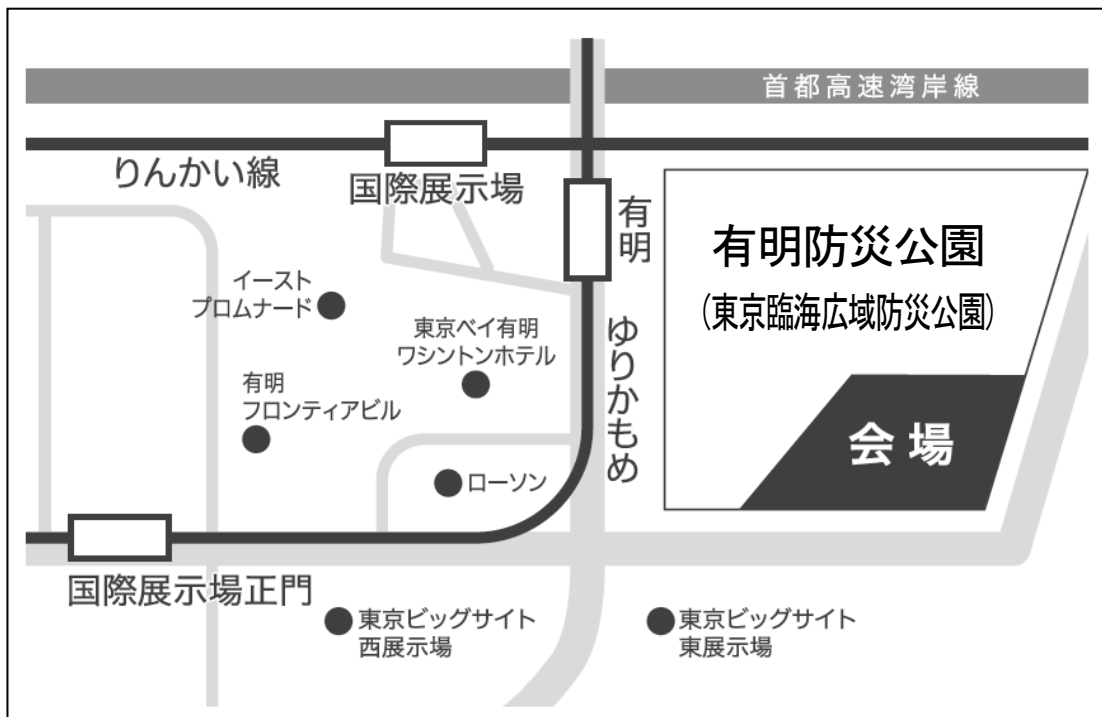 首都高速湾岸線
りんかい線
国際展示場
有明
有明防災公園
(東京臨海広域防災公園)
イースト
プロムナード
東京ベイ有明
ワシントンホテル
ゆりかもめ
有明
フロンティアビル
会場
ローソン
国際展示場正門
東京ビッグサイト
西展示場
東京ビッグサイト
東展示場